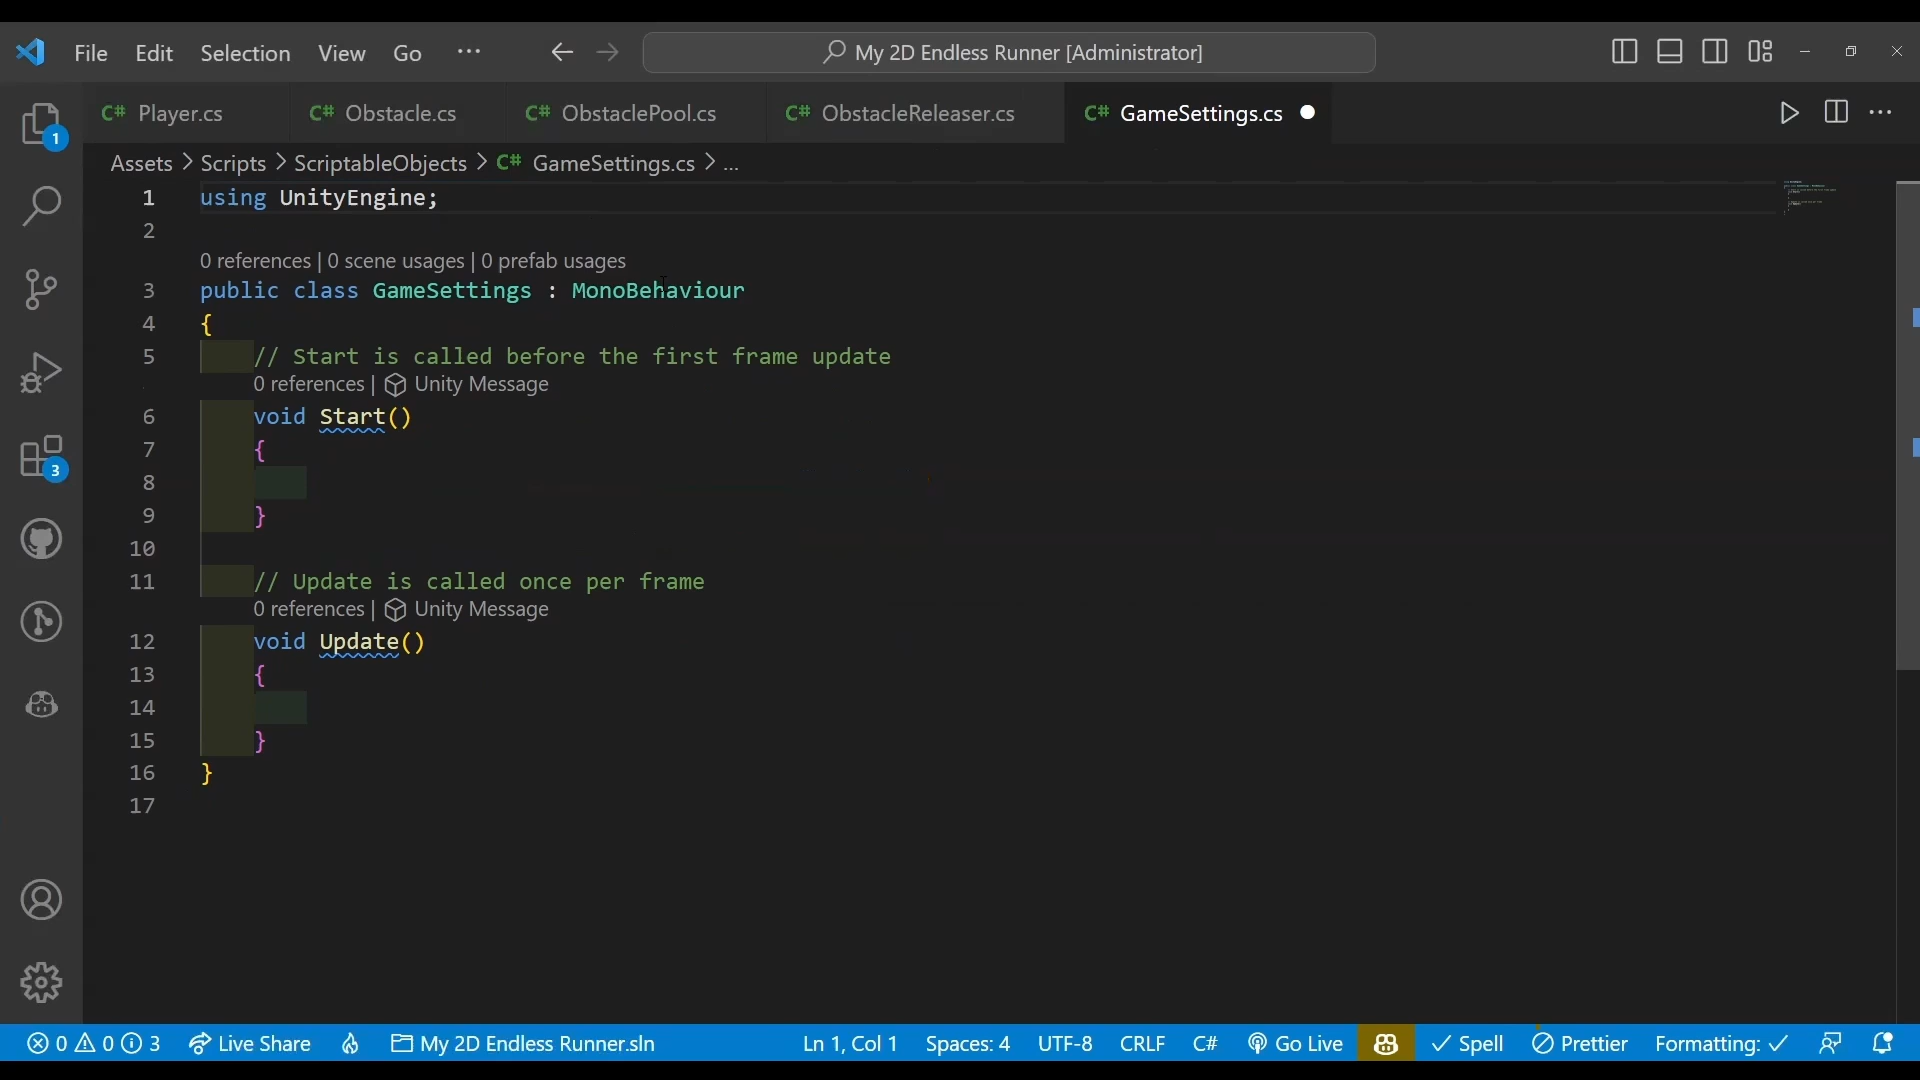 File Edit Selection View Go ··· My 2D Endless Runner [Administrator]
C# Player.cs C# Obstacle.cs C# ObstaclePool.cs C# ObstacleReleaser.cs C# GameSettings.cs
Assets > Scripts > ScriptableObjects > C# GameSettings.cs > ...
1 using UnityEngine;
2
0 references | 0 scene usages | 0 prefab usages
3 public class GameSettings : MonoBehaviour
4 {
5 // Start is called before the first frame update
0 references | Unity Message
6 void Start()
7 {
8
9 }
10
11 // Update is called once per frame
0 references | Unity Message
12 void Update()
13 {
14
15 }
16 }
17
1
3
0 0 3 Live Share My 2D Endless Runner.sln Ln 1, Col 1 Spaces: 4 UTF-8 CRLF C# Go Live Spell Prettier Formatting: ✓